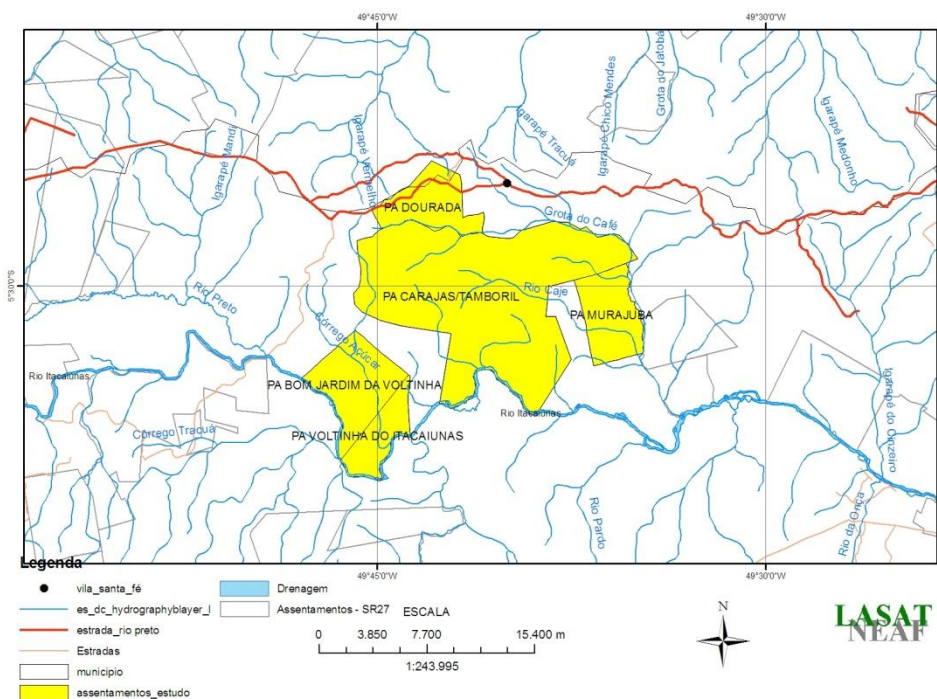 49°45'0"W
49°30'0"W
Igarapé Mandi
Igarapé Vermelho
Igarapé Tracuá
Igarapé Chico Mendes
Grota do Jatobá
Igarapé Medonho
PA DOURADA
Grota do Café
5°30'0"S
Rio Preto
PA CARAJAS/TAMBORIL
Rio Caje
PA MURAJUBA
Córrego Açúcar
Rio Itacaiunas
PA BOM JARDIM DA VOLTINHA
Rio Itacaiunas
Córrego Tracuá
PA VOLTINHA DO ITACAIUNAS
Igarapé do Cinzeiro
Rio Pardo
Rio da Onça
49°45'0"W
49°30'0"W
Legenda
vila_santa_fé
es_dc_hydrographyblayer_l
estrada_rio preto
Estradas
municipio
assentamentos_estudo
Drenagem
Assentamentos - SR27
ESCALA
0 3.850 7.700 15.400 m
1:243.995
N
LASAT
NEAF